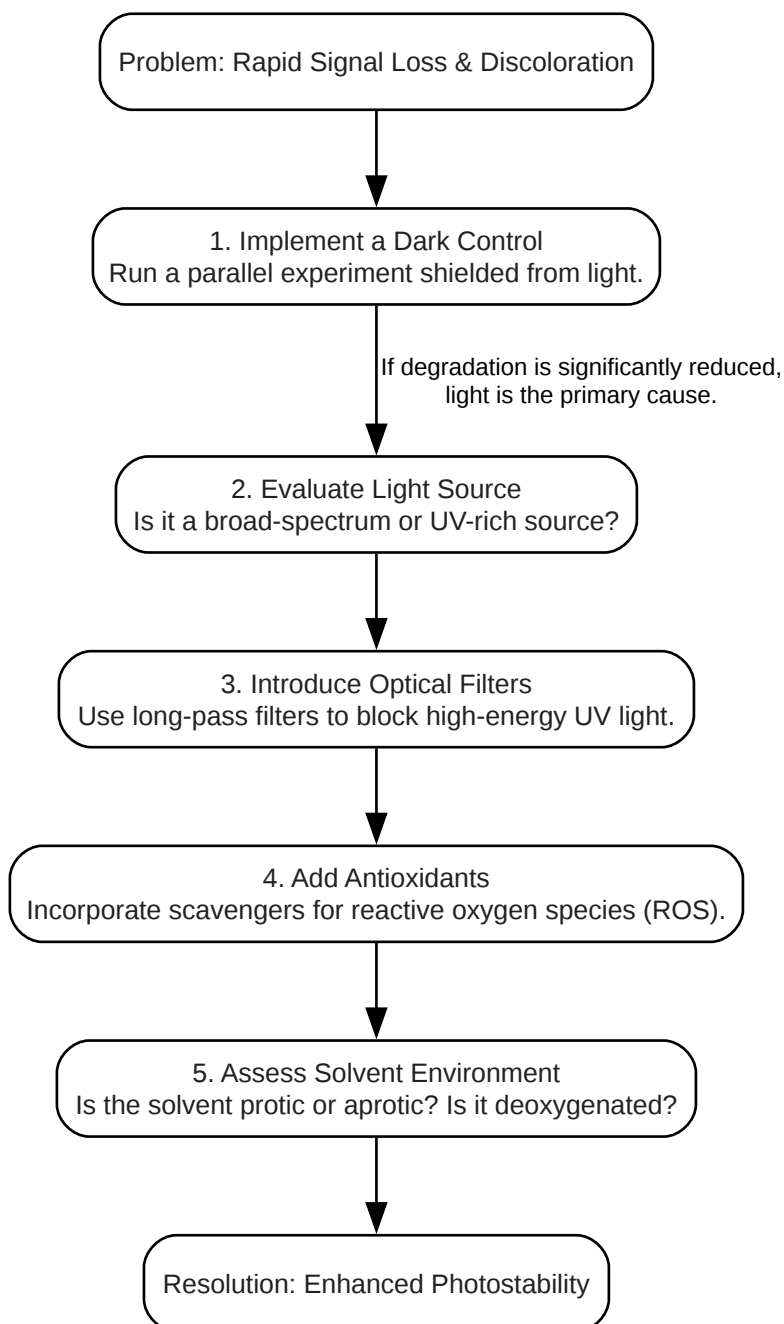 Problem: Rapid Signal Loss & Discoloration
1. Implement a Dark Control
Run a parallel experiment shielded from light.
If degradation is significantly reduced,
light is the primary cause.
2. Evaluate Light Source
Is it a broad-spectrum or UV-rich source?
3. Introduce Optical Filters
Use long-pass filters to block high-energy UV light.
4. Add Antioxidants
Incorporate scavengers for reactive oxygen species (ROS).
5. Assess Solvent Environment
Is the solvent protic or aprotic? Is it deoxygenated?
Resolution: Enhanced Photostability